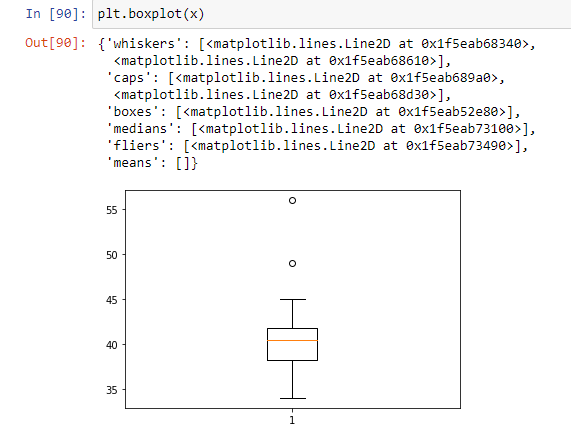 In [90]: plt.boxplot(x)
Out[90]: {'whiskers': [<matplotlib.lines.Line2D at 0x1f5eab68340>,
<matplotlib.lines.Line2D at 0x1f5eab68610>],
'caps': [<matplotlib.lines.Line2D at 0x1f5eab689a0>,
<matplotlib.lines.Line2D at 0x1f5eab68d30>],
'boxes': [<matplotlib.lines.Line2D at 0x1f5eab52e80>],
'medians': [<matplotlib.lines.Line2D at 0x1f5eab73100>],
'fliers': [<matplotlib.lines.Line2D at 0x1f5eab73490>],
'means': []}
55
50
45
40
35
1